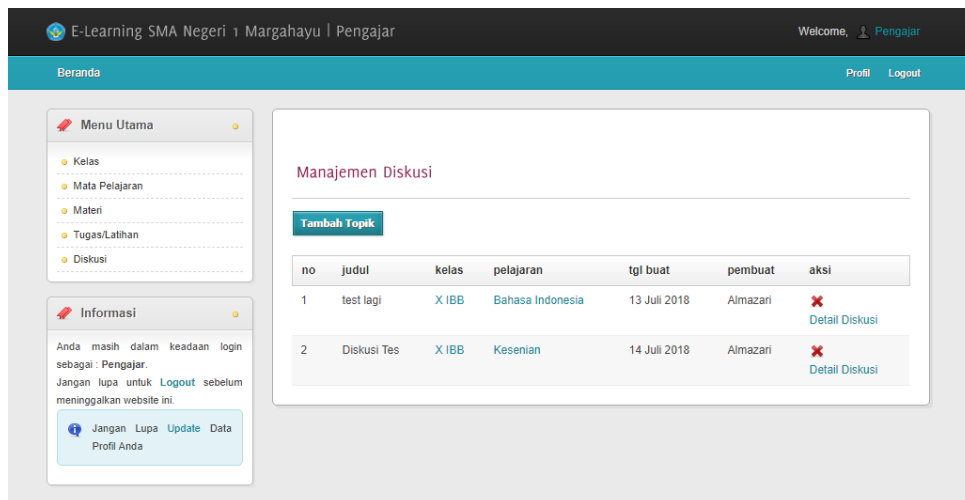 E-Learning SMA Negeri 1 Margahayu | Pengajar
Welcome, Pengajar
Beranda
Profil Logout
Menu Utama
Kelas
Mata Pelajaran
Materi
Tugas/Latihan
Diskusi
Informasi
Anda masih dalam keadaan login
sebagai : Pengajar.
Jangan lupa untuk Logout sebelum
meninggalkan website ini.
Jangan Lupa Update Data
Profil Anda
Manajemen Diskusi
Tambah Topik
no judul kelas pelajaran tgl buat pembuat aksi
1 test lagi X IBB Bahasa Indonesia 13 Juli 2018 Almazari
Detail Diskusi
2 Diskusi Tes X IBB Kesenian 14 Juli 2018 Almazari
Detail Diskusi